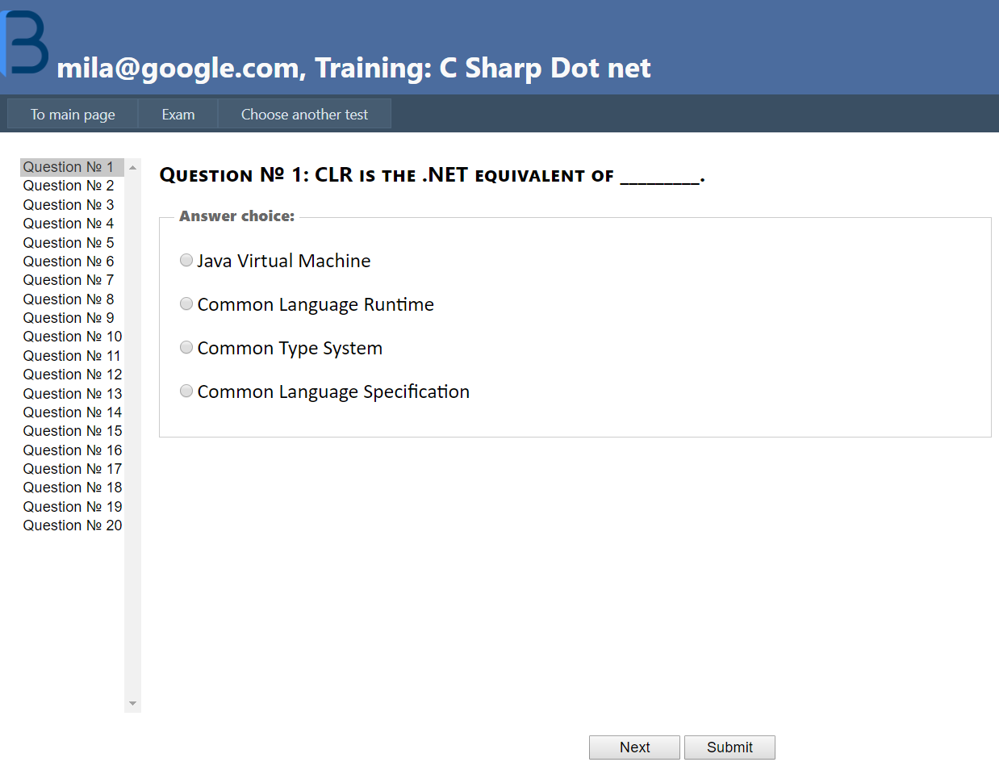 B
mila@google.com, Training: C Sharp Dot net
To main page Exam Choose another test
Question № 1
Question № 2
Question № 3
Question № 4
Question № 5
Question № 6
Question № 7
Question № 8
Question № 9
Question № 10
Question № 11
Question № 12
Question № 13
Question № 14
Question № 15
Question № 16
Question № 17
Question № 18
Question № 19
Question № 20
Question № 1: CLR is the .NET equivalent of _________.
Answer choice:
Java Virtual Machine
Common Language Runtime
Common Type System
Common Language Specification
Next Submit